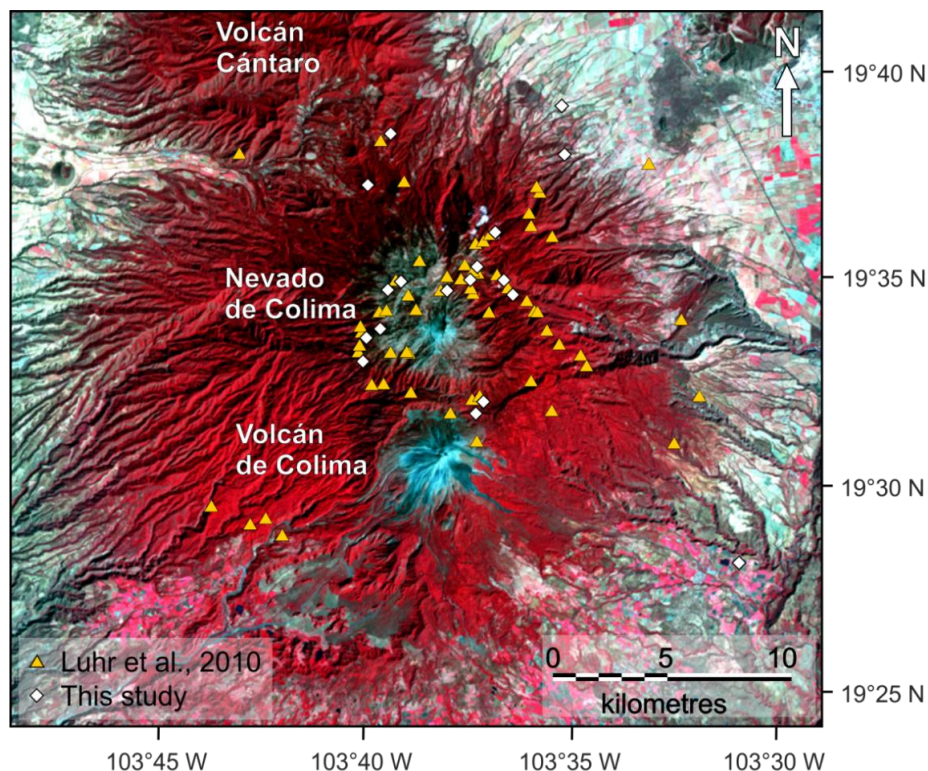 Volcán
Cántaro
N
19°40 N
Nevado
de Colima
19°35 N
Volcán
de Colima
19°30 N
Luhr et al., 2010
This study
0 5 10
kilometres
19°25 N
103°45 W 103°40 W 103°35 W 103°30 W